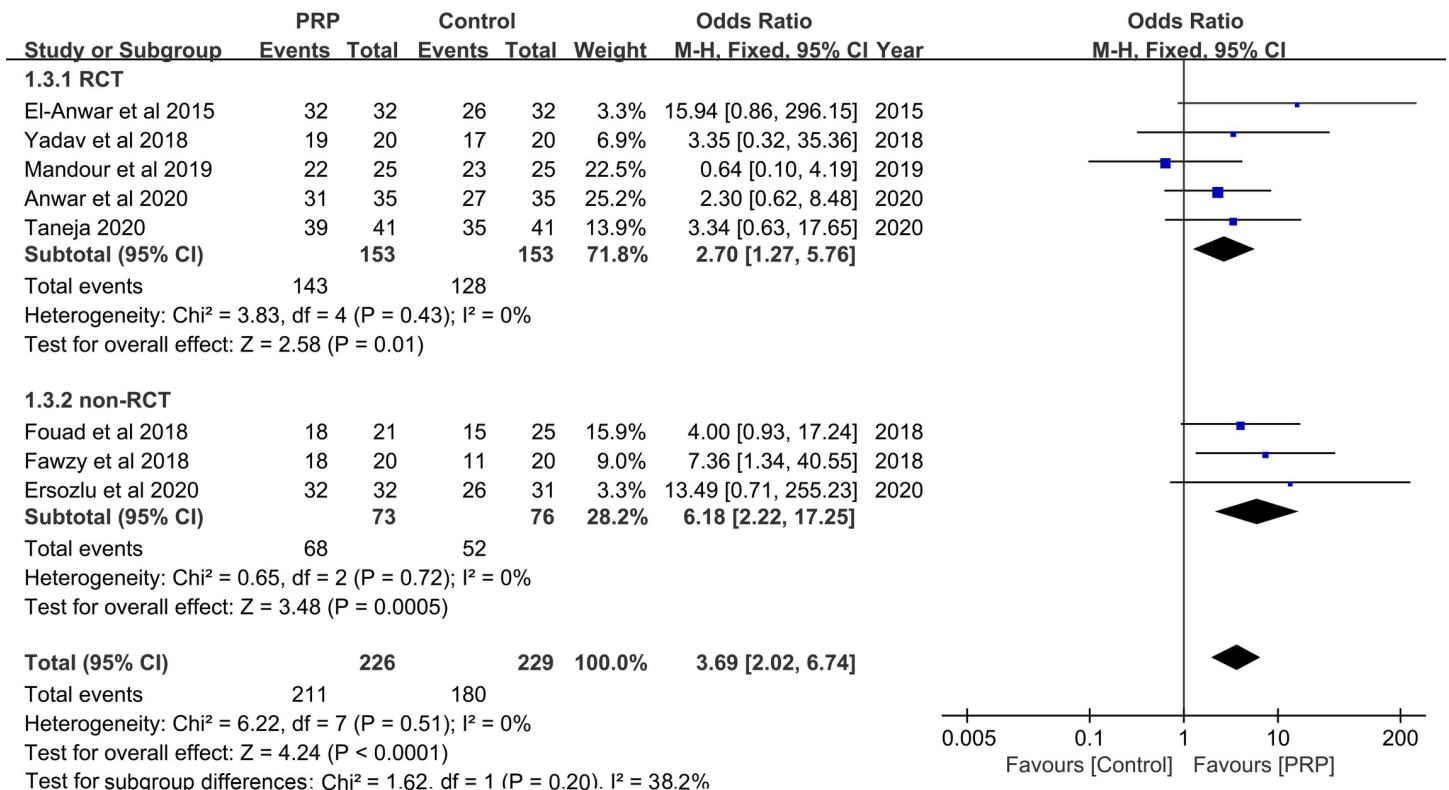 PRP Control Odds Ratio Odds Ratio
Study or Subgroup Events Total Events Total Weight M-H, Fixed, 95% CI Year M-H, Fixed, 95% CI
1.3.1 RCT
El-Anwar et al 2015 32 32 26 32 3.3% 15.94 [0.86, 296.15] 2015
Yadav et al 2018 19 20 17 20 6.9% 3.35 [0.32, 35.36] 2018
Mandour et al 2019 22 25 23 25 22.5% 0.64 [0.10, 4.19] 2019
Anwar et al 2020 31 35 27 35 25.2% 2.30 [0.62, 8.48] 2020
Taneja 2020 39 41 35 41 13.9% 3.34 [0.63, 17.65] 2020
Subtotal (95% CI) 153 153 71.8% 2.70 [1.27, 5.76]
Total events 143 128
Heterogeneity: Chi² = 3.83, df = 4 (P = 0.43); I² = 0%
Test for overall effect: Z = 2.58 (P = 0.01)
1.3.2 non-RCT
Fouad et al 2018 18 21 15 25 15.9% 4.00 [0.93, 17.24] 2018
Fawzy et al 2018 18 20 11 20 9.0% 7.36 [1.34, 40.55] 2018
Ersozlu et al 2020 32 32 26 31 3.3% 13.49 [0.71, 255.23] 2020
Subtotal (95% CI) 73 76 28.2% 6.18 [2.22, 17.25]
Total events 68 52
Heterogeneity: Chi² = 0.65, df = 2 (P = 0.72); I² = 0%
Test for overall effect: Z = 3.48 (P = 0.0005)
Total (95% CI) 226 229 100.0% 3.69 [2.02, 6.74]
Total events 211 180
Heterogeneity: Chi² = 6.22, df = 7 (P = 0.51); I² = 0%
Test for overall effect: Z = 4.24 (P < 0.0001)
Test for subgroup differences: Chi² = 1.62, df = 1 (P = 0.20), I² = 38.2%
0.005 0.1 1 10 200
Favours [Control] Favours [PRP]